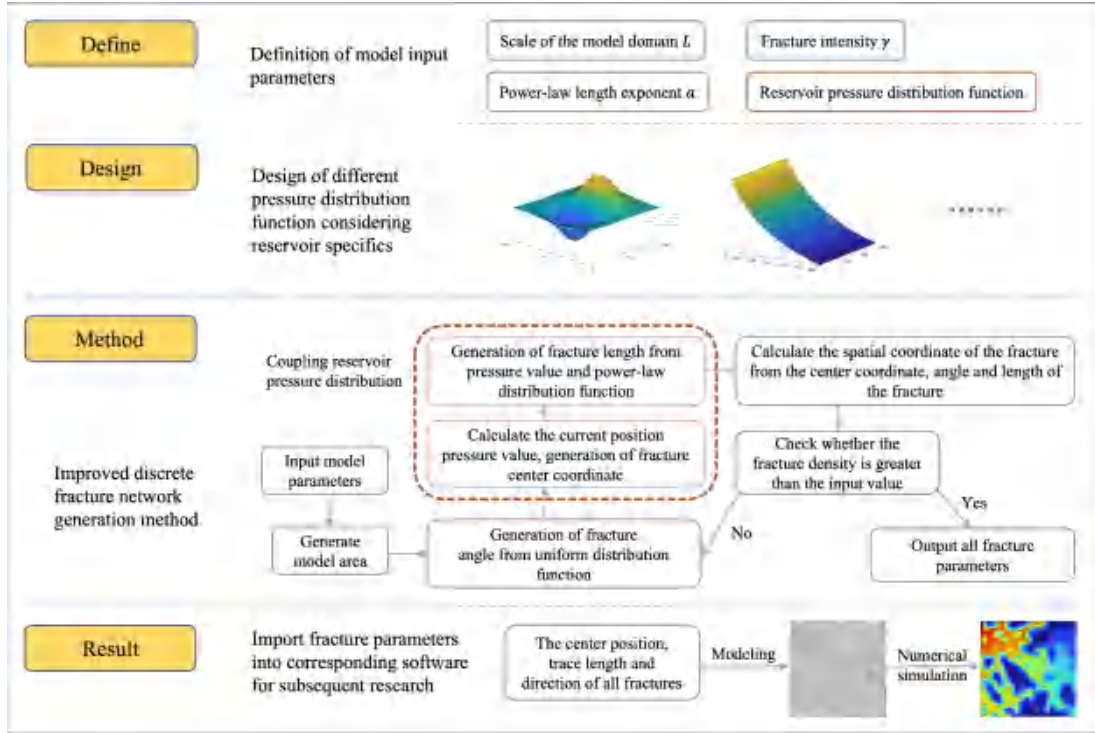 Define
Definition of model input
parameters
Scale of the model domain L
Fracture intensity γ
Power-law length exponent α
Reservoir pressure distribution function
Design
Design of different
pressure distribution
function considering
reservoir specifics
Method
Coupling reservoir
pressure distribution
Generation of fracture length from
pressure value and power-law
distribution function
Calculate the spatial coordinate of the fracture
from the center coordinate, angle and length of
the fracture
Improved discrete
fracture network
generation method
Input model
parameters
Calculate the current position
pressure value, generation of fracture
center coordinate
Check whether the
fracture density is greater
than the input value
Generate
model area
Generation of fracture
angle from uniform distribution
function
No
Yes
Output all fracture
parameters
Result
Import fracture parameters
into corresponding software
for subsequent research
The center position,
trace length and
direction of all fractures
Modeling
Numerical
simulation